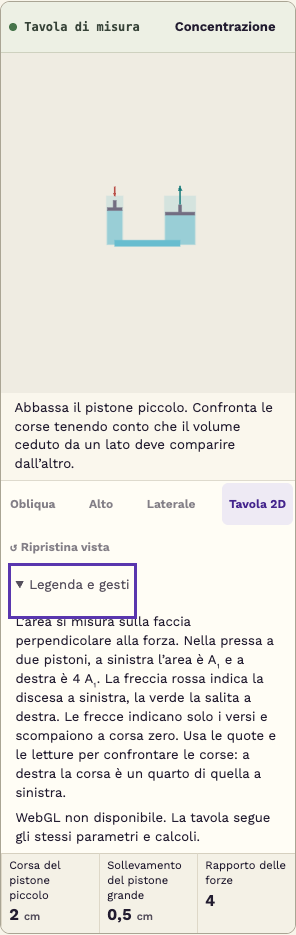 Tavola di misura
Concentrazione
Abbassa il pistone piccolo. Confronta le
corse tenendo conto che il volume
ceduto da un lato deve comparire
dall’altro.
Obliqua
Alto
Laterale
Tavola 2D
↺ Ripristina vista
▼ Legenda e gesti
L’area si misura sulla faccia
perpendicolare alla forza. Nella pressa a
due pistoni, a sinistra l’area è A₁ e a
destra è 4 A₁. La freccia rossa indica la
discesa a sinistra, la verde la salita a
destra. Le frecce indicano solo i versi e
scompaiono a corsa zero. Usa le quote e
le letture per confrontare le corse: a
destra la corsa è un quarto di quella a
sinistra.
WebGL non disponibile. La tavola segue
gli stessi parametri e calcoli.
Corsa del
pistone
piccolo
2 cm
Sollevamento
del pistone
grande
0,5 cm
Rapporto delle
forze
4